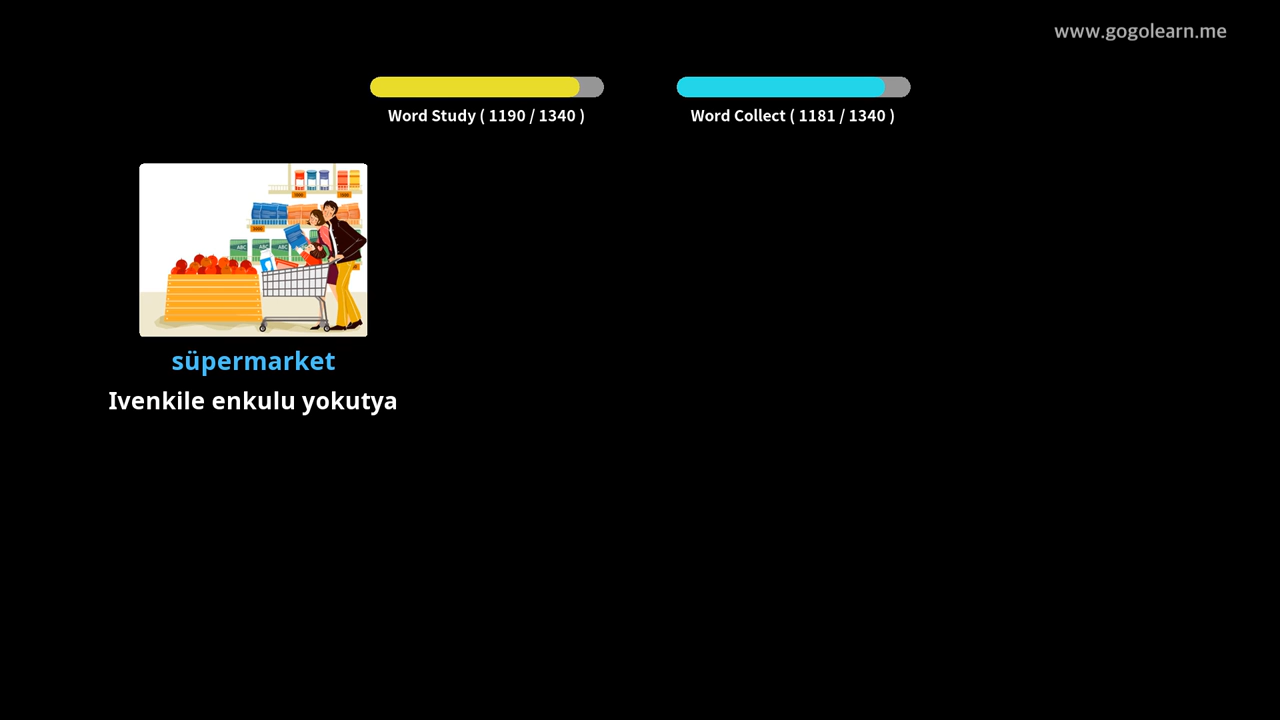 www.gogolearn.me
Word Study ( 1190 / 1340 )
Word Collect ( 1181 / 1340 )
süpermarket
Ivenkile enkulu yokutya